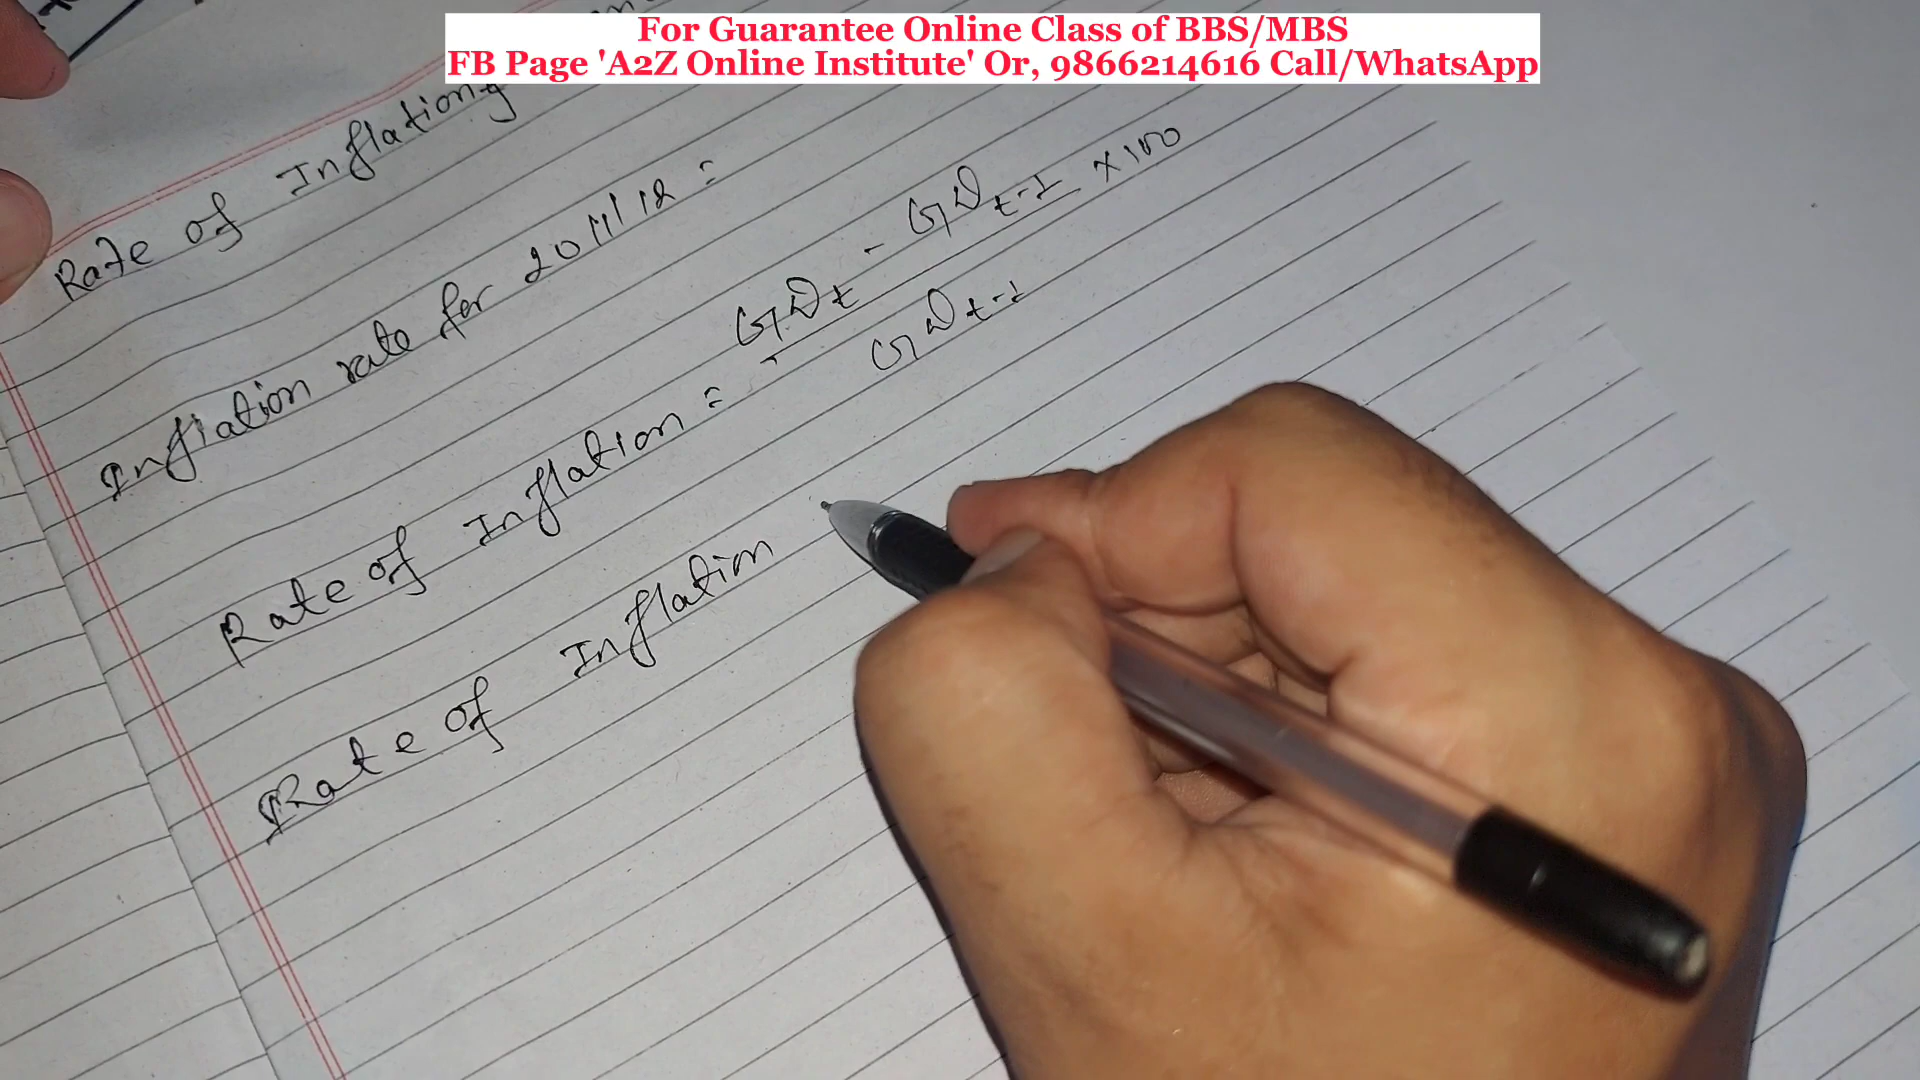 For Guarantee Online Class of BBS/MBS
FB Page 'A2Z Online Institute' Or, 9866214616 Call/WhatsApp
Rate of Inflation
Inflation rate for 2011/12 =
Rate of Inflation = GDt - GDt-1 ×100
GDt-1
Rate of Inflation